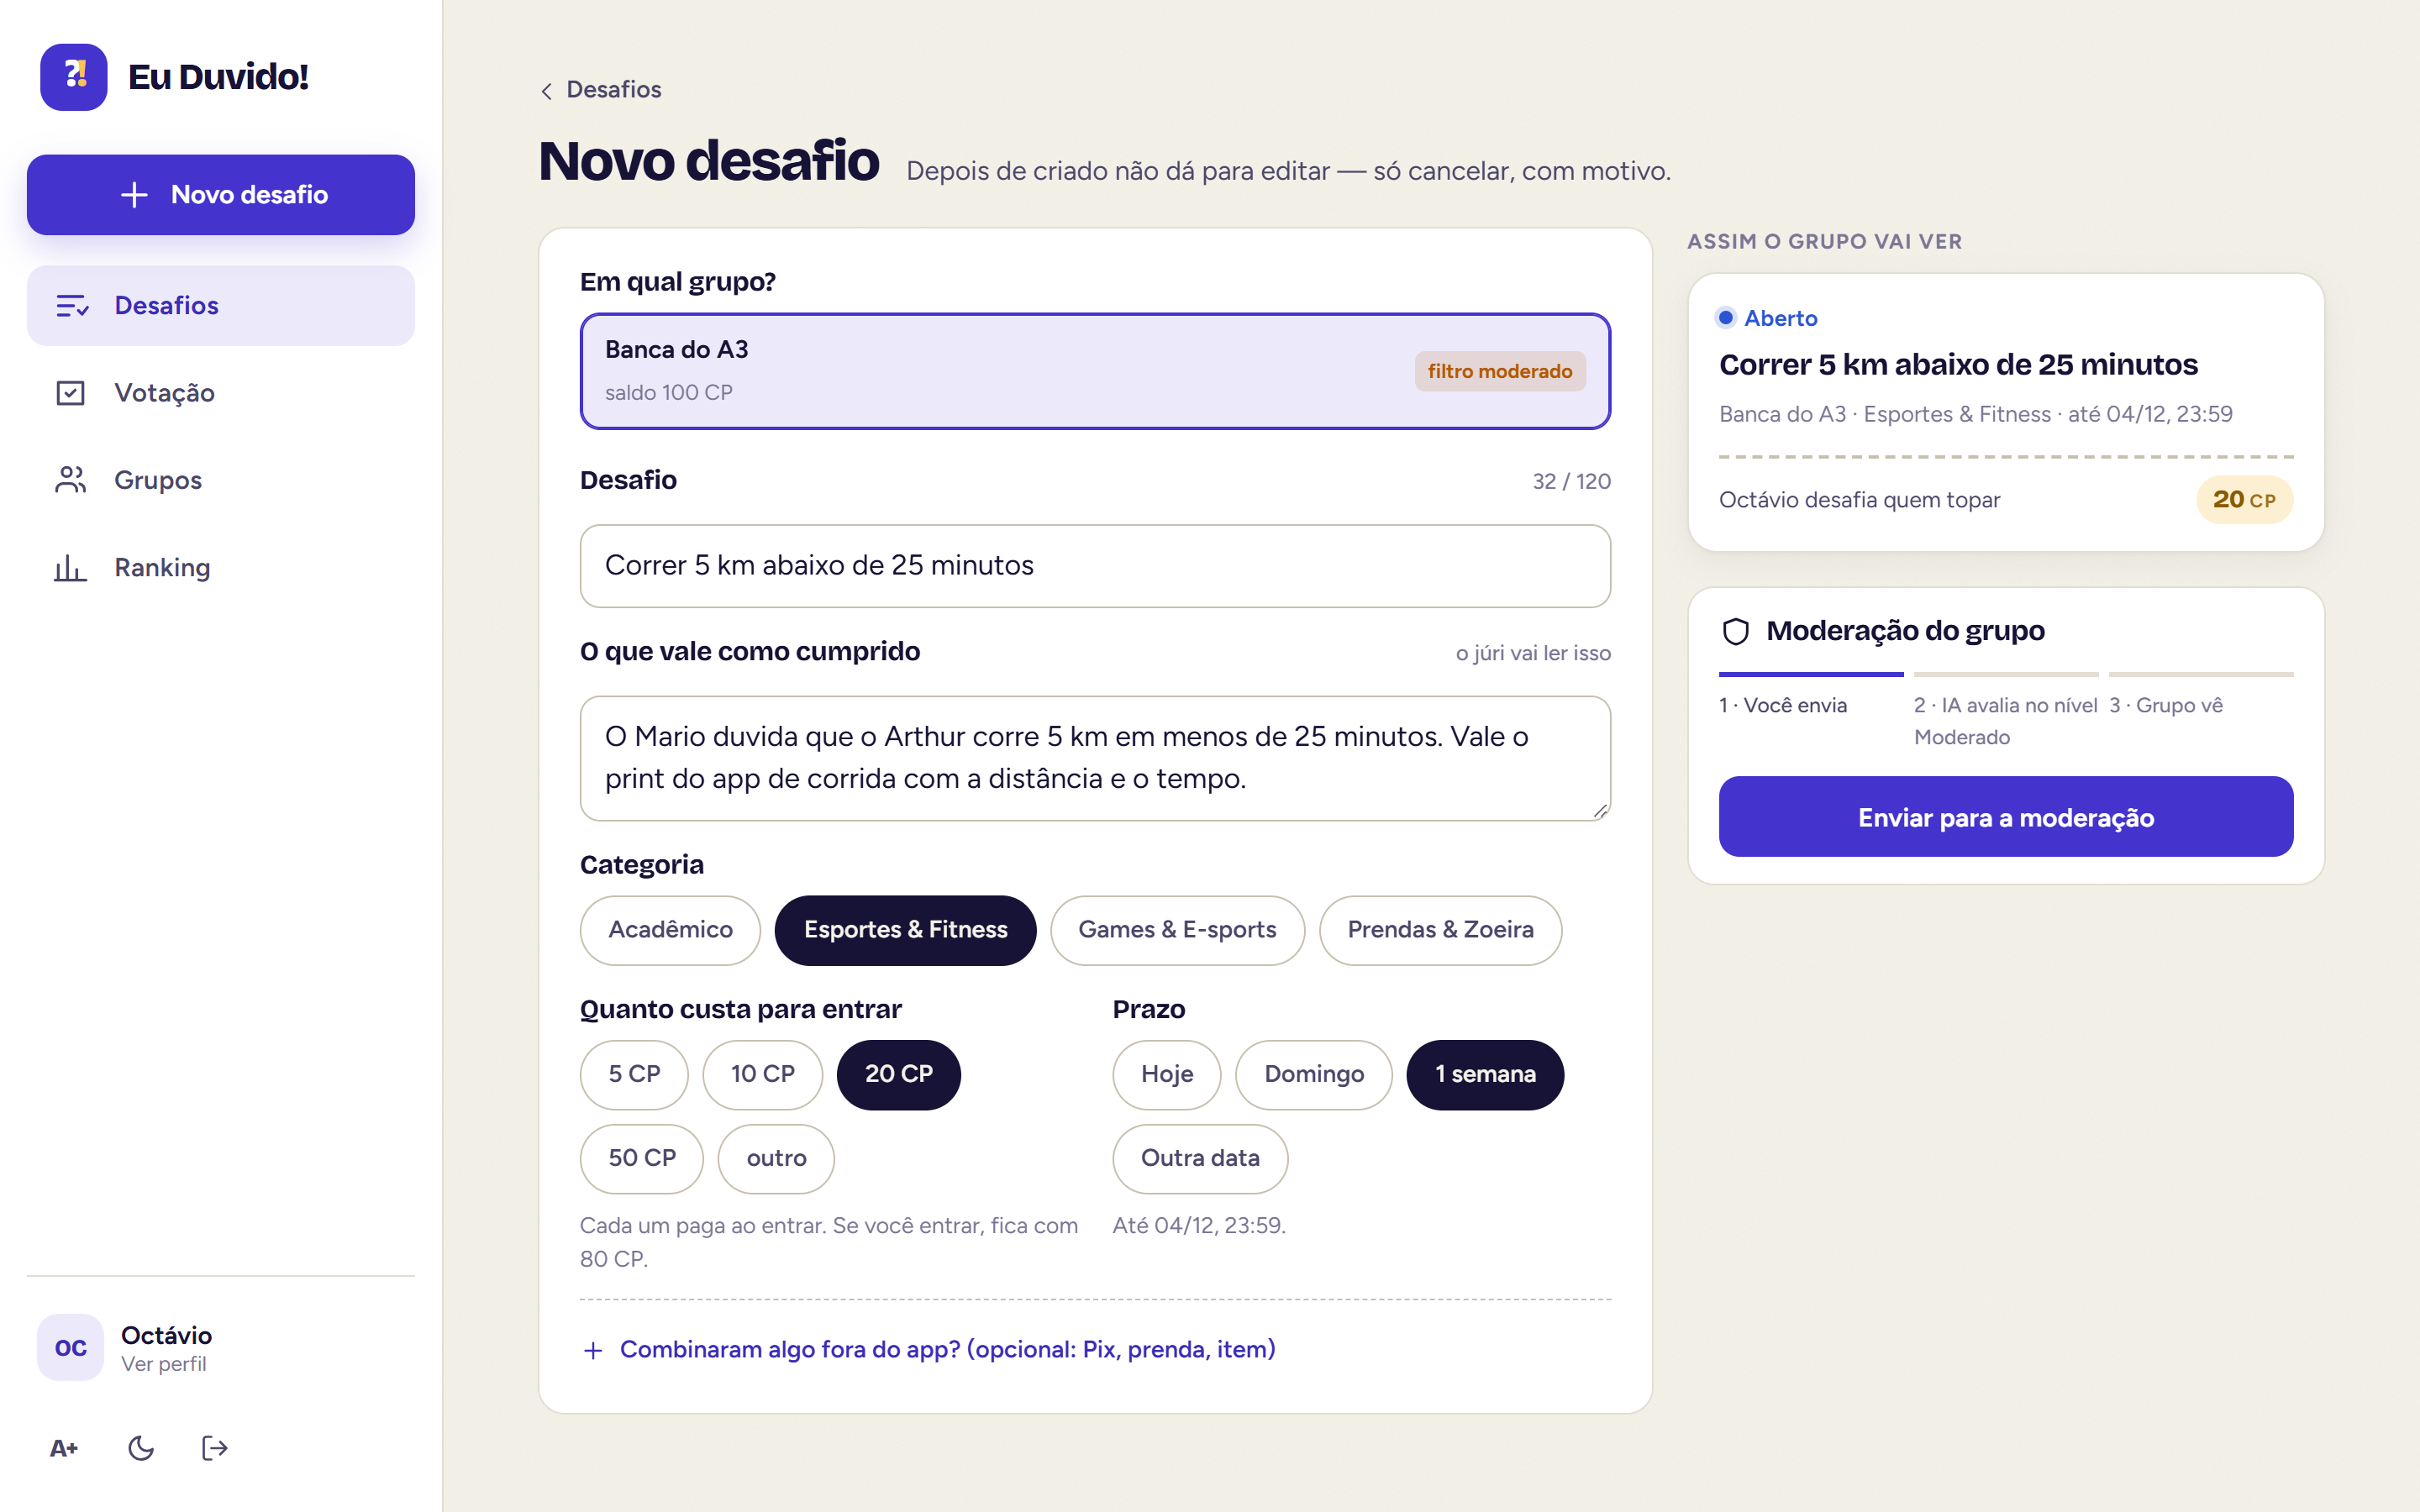 ?!
Eu Duvido!
Novo desafio
Desafios
Votação
Grupos
Ranking
OC
Octávio
Ver perfil
A+
Desafios
Novo desafio
Depois de criado não dá para editar — só cancelar, com motivo.
Em qual grupo?
Banca do A3
saldo 100 CP
filtro moderado
Desafio
32 / 120
Correr 5 km abaixo de 25 minutos
O que vale como cumprido
o júri vai ler isso
O Mario duvida que o Arthur corre 5 km em menos de 25 minutos. Vale o
print do app de corrida com a distância e o tempo.
Categoria
Acadêmico
Esportes & Fitness
Games & E-sports
Prendas & Zoeira
Quanto custa para entrar
5 CP
10 CP
20 CP
50 CP
outro
Cada um paga ao entrar. Se você entrar, fica com
80 CP.
Prazo
Hoje
Domingo
1 semana
Outra data
Até 04/12, 23:59.
+ Combinaram algo fora do app? (opcional: Pix, prenda, item)
ASSIM O GRUPO VAI VER
Aberto
Correr 5 km abaixo de 25 minutos
Banca do A3 · Esportes & Fitness · até 04/12, 23:59
Octávio desafia quem topar
20 CP
Moderação do grupo
1 · Você envia
2 · IA avalia no nível
Moderado
3 · Grupo vê
Enviar para a moderação